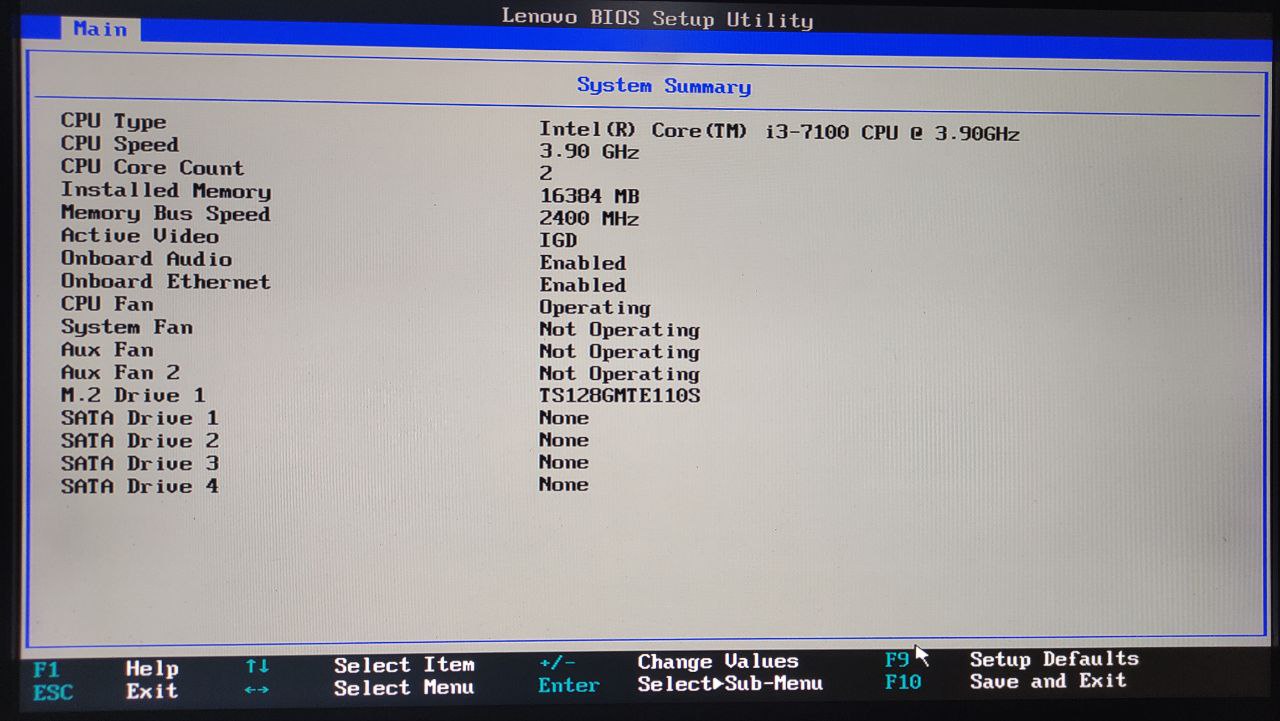 Lenovo BIOS Setup Utility
Main
System Summary
CPU Type Intel(R) Core(TM) i3-7100 CPU @ 3.90GHz
CPU Speed 3.90 GHz
CPU Core Count 2
Installed Memory 16384 MB
Memory Bus Speed 2400 MHz
Active Video IGD
Onboard Audio Enabled
Onboard Ethernet Enabled
CPU Fan Operating
System Fan Not Operating
Aux Fan Not Operating
Aux Fan 2 Not Operating
M.2 Drive 1 TS128GMTE110S
SATA Drive 1 None
SATA Drive 2 None
SATA Drive 3 None
SATA Drive 4 None
F1 Help ↑↓ Select Item +/- Change Values F9 Setup Defaults
ESC Exit ←→ Select Menu Enter Select▶Sub-Menu F10 Save and Exit